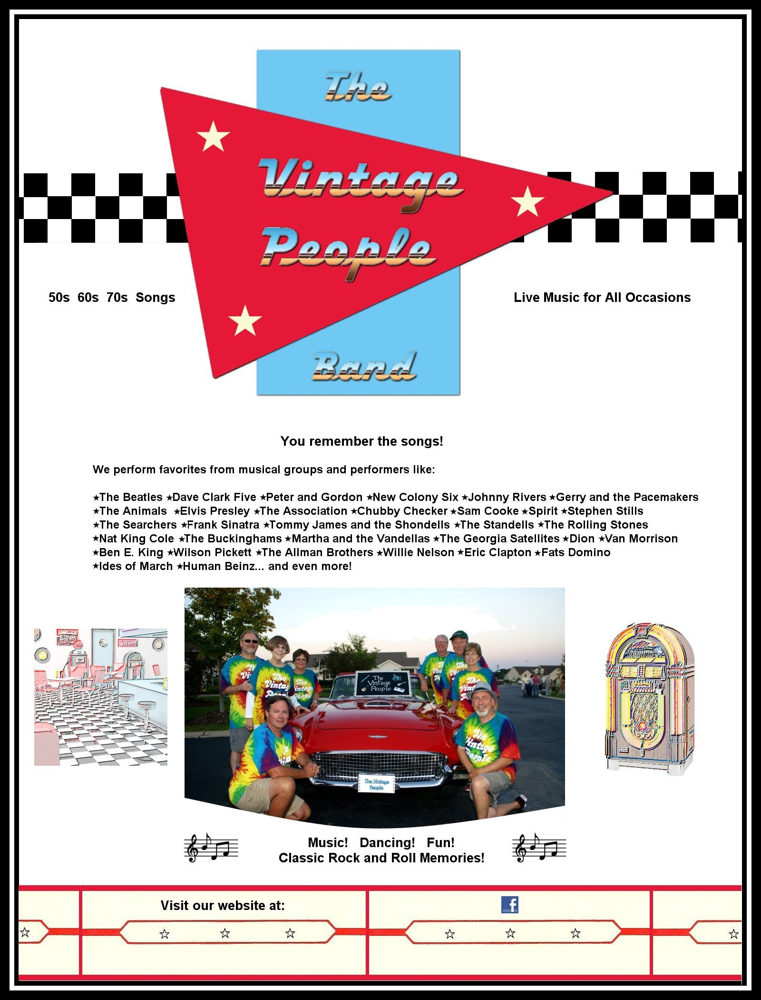 The
Vintage
People
50s 60s 70s Songs
Live Music for All Occasions
Band
You remember the songs!
We perform favorites from musical groups and performers like:
★The Beatles ★Dave Clark Five ★Peter and Gordon ★New Colony Six ★Johnny Rivers ★Gerry and the Pacemakers
★The Animals ★Elvis Presley ★The Association ★Chubby Checker ★Sam Cooke ★Spirit ★Stephen Stills
★The Searchers ★Frank Sinatra ★Tommy James and the Shondells ★The Standells ★The Rolling Stones
★Nat King Cole ★The Buckinghams ★Martha and the Vandellas ★The Georgia Satellites ★Dion ★Van Morrison
★Ben E. King ★Wilson Pickett ★The Allman Brothers ★Willie Nelson ★Eric Clapton ★Fats Domino
★Ides of March ★Human Beinz... and even more!
The
Vintage
People
The
Vintage
People
The Vintage
People
Music! Dancing! Fun!
Classic Rock and Roll Memories!
Visit our website at:
f